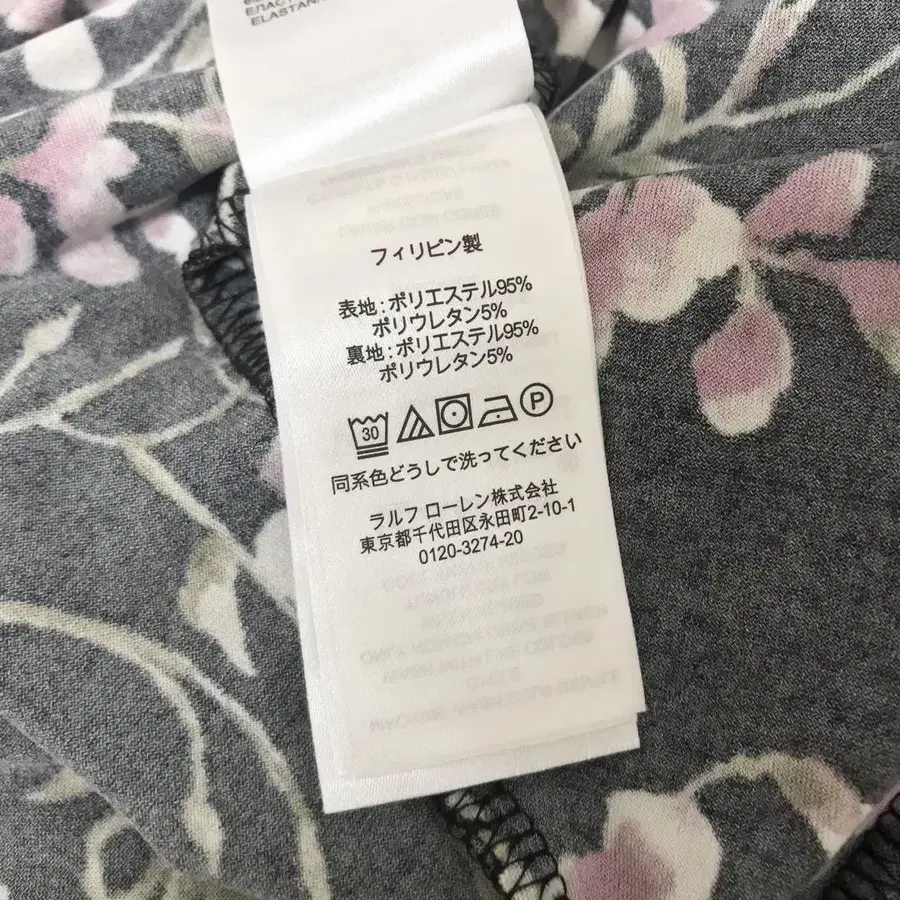 ELASTAN
フィリピン製
表地:ポリエステル95%
ポリウレタン5%
裏地:ポリエステル95%
ポリウレタン5%
30 P
同系色どうしで洗ってください
ラルフ ローレン株式会社
東京都千代田区永田町2-10-1
0120-3274-20